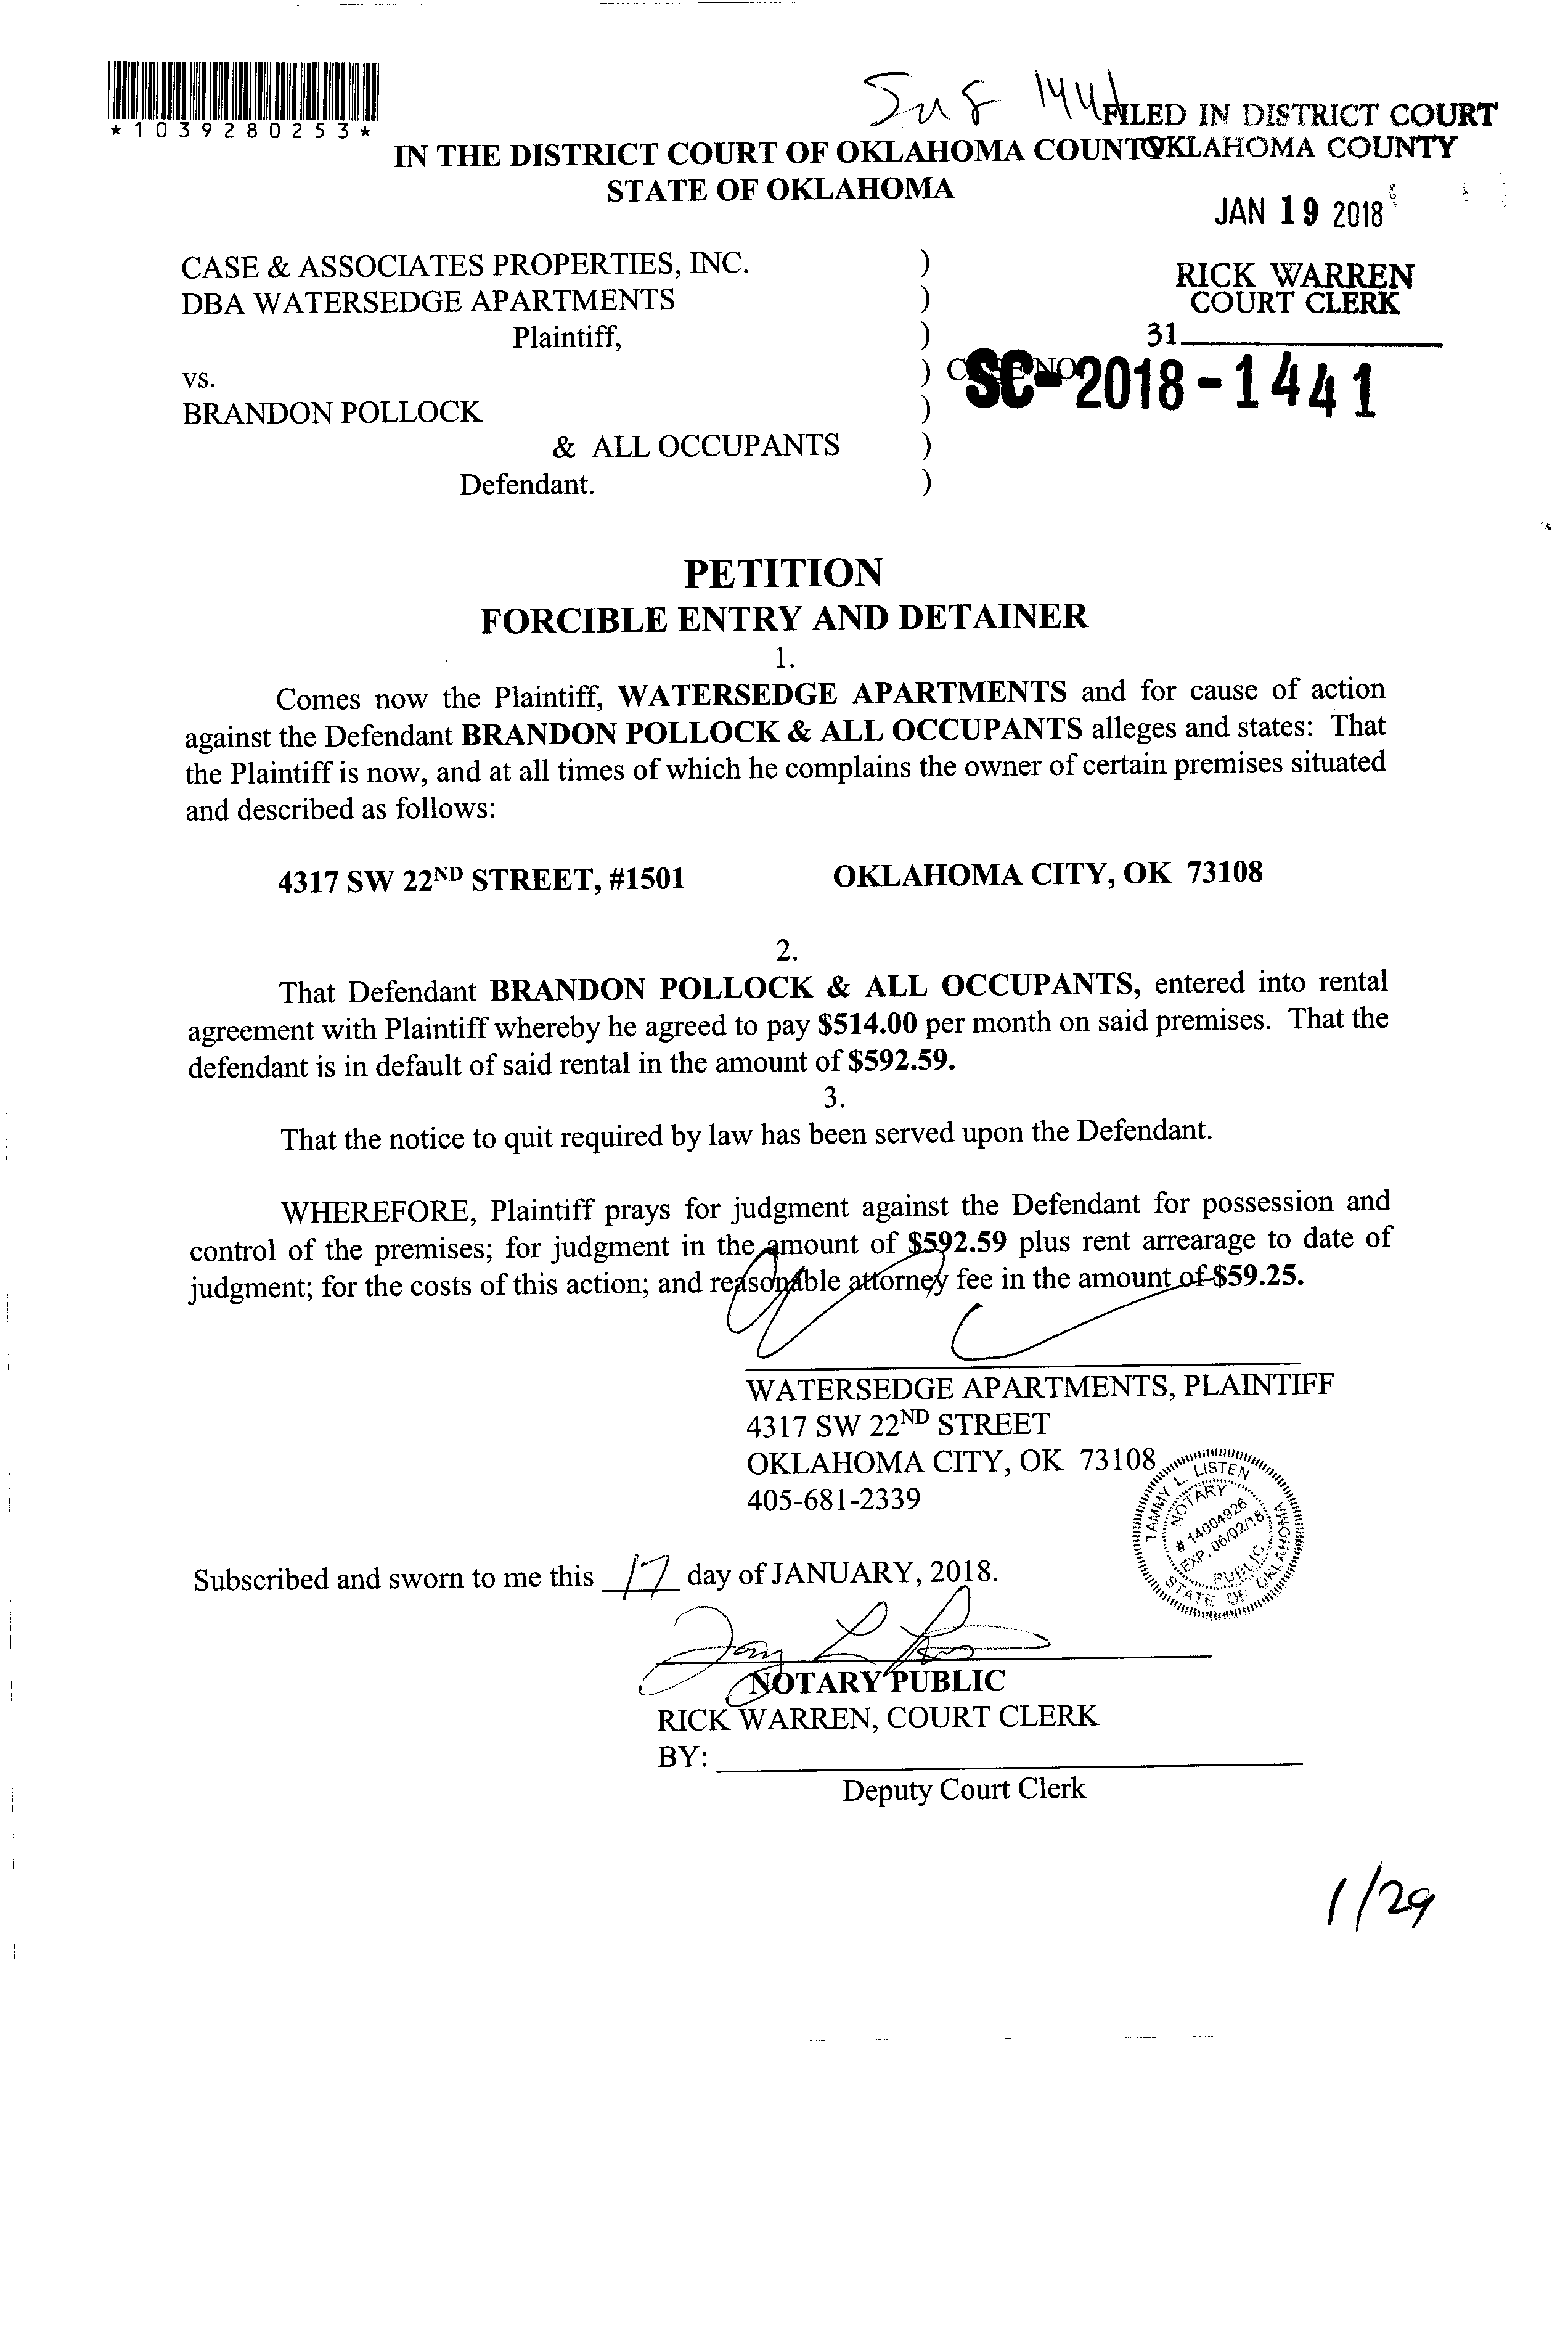 *1039280253*
1441
FILED IN DISTRICT COURT
OKLAHOMA COUNTY
IN THE DISTRICT COURT OF OKLAHOMA COUNTY
STATE OF OKLAHOMA
JAN 19 2018
CASE & ASSOCIATES PROPERTIES, INC. )
DBA WATERSEDGE APARTMENTS )
Plaintiff, )
RICK WARREN
COURT CLERK
31
vs. ) CASE NO
SC-2018-1441
BRANDON POLLOCK )
& ALL OCCUPANTS )
Defendant. )
PETITION
FORCIBLE ENTRY AND DETAINER
1.
Comes now the Plaintiff, WATERSEDGE APARTMENTS and for cause of action
against the Defendant BRANDON POLLOCK & ALL OCCUPANTS alleges and states: That
the Plaintiff is now, and at all times of which he complains the owner of certain premises situated
and described as follows:
4317 SW 22ND STREET, #1501 OKLAHOMA CITY, OK 73108
2.
That Defendant BRANDON POLLOCK & ALL OCCUPANTS, entered into rental
agreement with Plaintiff whereby he agreed to pay $514.00 per month on said premises. That the
defendant is in default of said rental in the amount of $592.59.
3.
That the notice to quit required by law has been served upon the Defendant.
WHEREFORE, Plaintiff prays for judgment against the Defendant for possession and
control of the premises; for judgment in the amount of $592.59 plus rent arrearage to date of
judgment; for the costs of this action; and reasonable attorney fee in the amount of $59.25.
WATERSEDGE APARTMENTS, PLAINTIFF
4317 SW 22ND STREET
OKLAHOMA CITY, OK 73108
405-681-2339
TAMMY L. LISTEN
NOTARY
# 14004926
EXP. 06/02/18
PUBLIC
STATE OF OKLAHOMA
Subscribed and sworn to me this 17 day of JANUARY, 2018.
NOTARY PUBLIC
RICK WARREN, COURT CLERK
BY:
Deputy Court Clerk
1/29